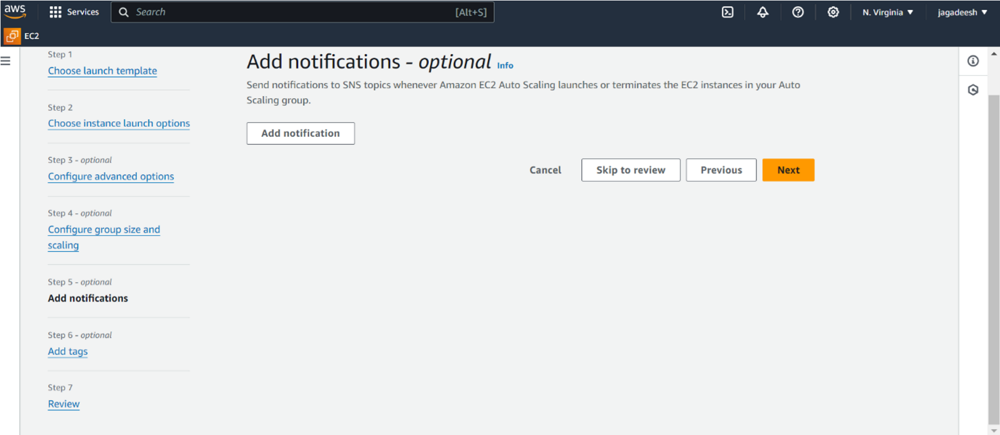 aws
Services
Search
[Alt+S]
N. Virginia
jagadeesh
EC2
Step 1
Choose launch template
Step 2
Choose instance launch options
Step 3 - optional
Configure advanced options
Step 4 - optional
Configure group size and
scaling
Step 5 - optional
Add notifications
Step 6 - optional
Add tags
Step 7
Review
Add notifications - optional Info
Send notifications to SNS topics whenever Amazon EC2 Auto Scaling launches or terminates the EC2 instances in your Auto
Scaling group.
Add notification
Cancel
Skip to review
Previous
Next